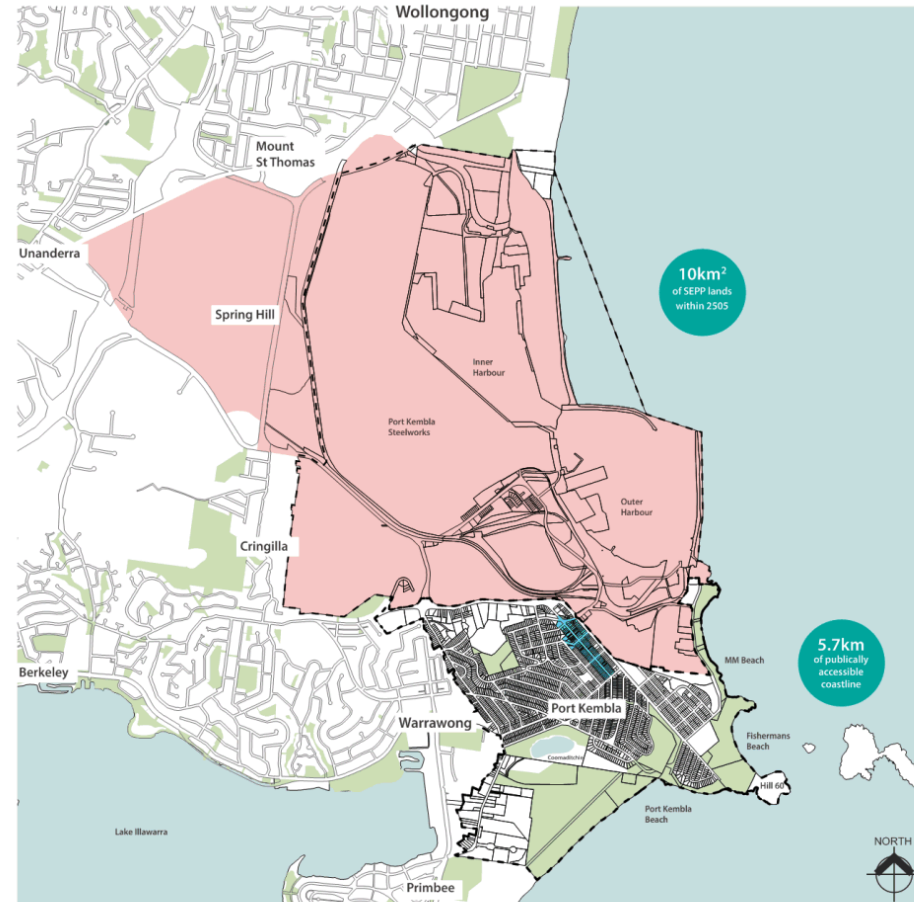 Wollongong
Mount
St Thomas
Unanderra
10km²
of SEPP lands
within 2505
Spring Hill
Inner
Harbour
Port Kembla
Steelworks
Outer
Harbour
Cringilla
5.7km
of publically
accessible
coastline
MM Beach
Berkeley
Port Kembla
Warrawong
Fishermans
Beach
Coomaditchie
Hill 60
Port Kembla
Beach
Lake Illawarra
NORTH
Primbee